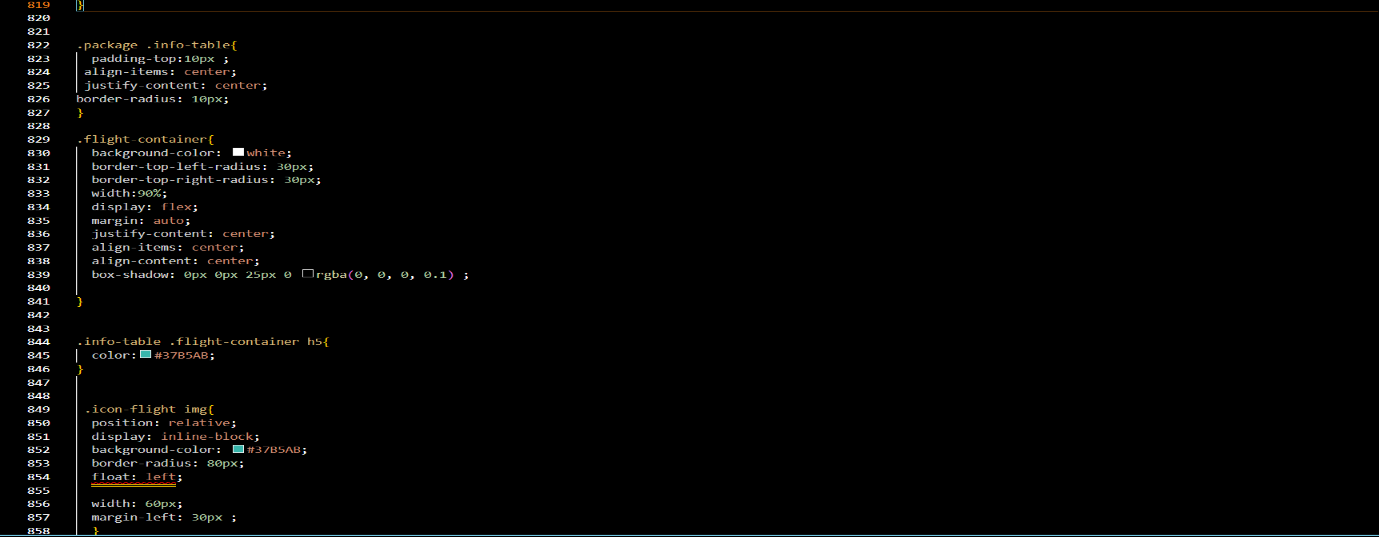 819 }
820
821
822 .package .info-table{
823 padding-top:10px ;
824 align-items: center;
825 justify-content: center;
826 border-radius: 10px;
827 }
828
829 .flight-container{
830 background-color: white;
831 border-top-left-radius: 30px;
832 border-top-right-radius: 30px;
833 width:90%;
834 display: flex;
835 margin: auto;
836 justify-content: center;
837 align-items: center;
838 align-content: center;
839 box-shadow: 0px 0px 25px 0 rgba(0, 0, 0, 0.1) ;
840
841 }
842
843
844 .info-table .flight-container h5{
845 color: #37B5AB;
846 }
847
848
849 .icon-flight img{
850 position: relative;
851 display: inline-block;
852 background-color: #37B5AB;
853 border-radius: 80px;
854 float: left;
855
856 width: 60px;
857 margin-left: 30px ;
858 }